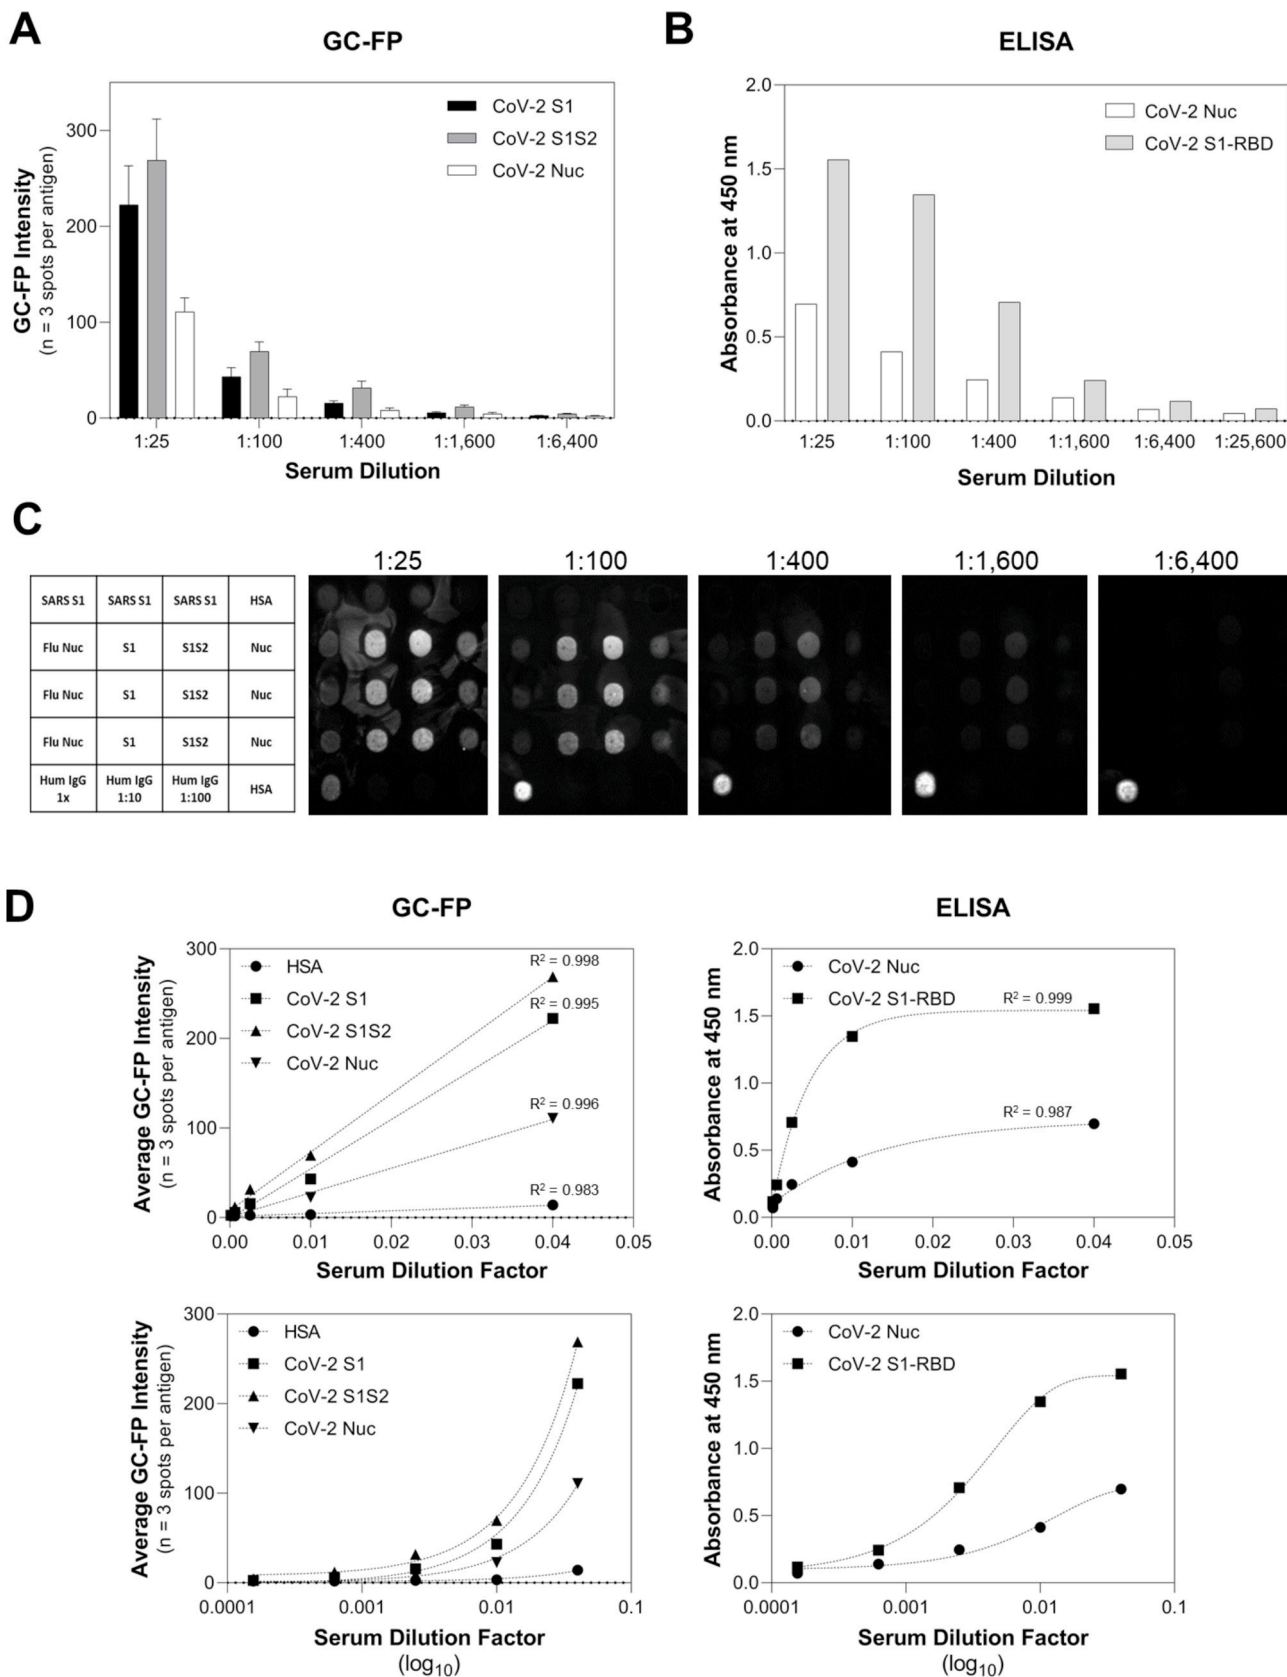 A
GC-FP
GC-FP Intensity
(n = 3 spots per antigen)
300
200
100
0
CoV-2 S1
CoV-2 S1S2
CoV-2 Nuc
1:25
1:100
1:400
1:1,600
1:6,400
Serum Dilution
B
ELISA
Absorbance at 450 nm
2.0
1.5
1.0
0.5
0.0
CoV-2 Nuc
CoV-2 S1-RBD
1:25
1:100
1:400
1:1,600
1:6,400
1:25,600
Serum Dilution
C
SARS S1 SARS S1 SARS S1 HSA
Flu Nuc S1 S1S2 Nuc
Flu Nuc S1 S1S2 Nuc
Flu Nuc S1 S1S2 Nuc
Hum IgG Hum IgG Hum IgG HSA
1x 1:10 1:100
1:25
1:100
1:400
1:1,600
1:6,400
D
GC-FP
Average GC-FP Intensity
(n = 3 spots per antigen)
300
200
100
0
HSA
CoV-2 S1
CoV-2 S1S2
CoV-2 Nuc
R² = 0.998
R² = 0.995
R² = 0.996
R² = 0.983
0.00 0.01 0.02 0.03 0.04 0.05
Serum Dilution Factor
ELISA
Absorbance at 450 nm
2.0
1.5
1.0
0.5
0.0
CoV-2 Nuc
CoV-2 S1-RBD
R² = 0.999
R² = 0.987
0.00 0.01 0.02 0.03 0.04 0.05
Serum Dilution Factor
Average GC-FP Intensity
(n = 3 spots per antigen)
300
200
100
0
HSA
CoV-2 S1
CoV-2 S1S2
CoV-2 Nuc
0.0001 0.001 0.01 0.1
Serum Dilution Factor
(log₁₀)
Absorbance at 450 nm
2.0
1.5
1.0
0.5
0.0
CoV-2 Nuc
CoV-2 S1-RBD
0.0001 0.001 0.01 0.1
Serum Dilution Factor
(log₁₀)